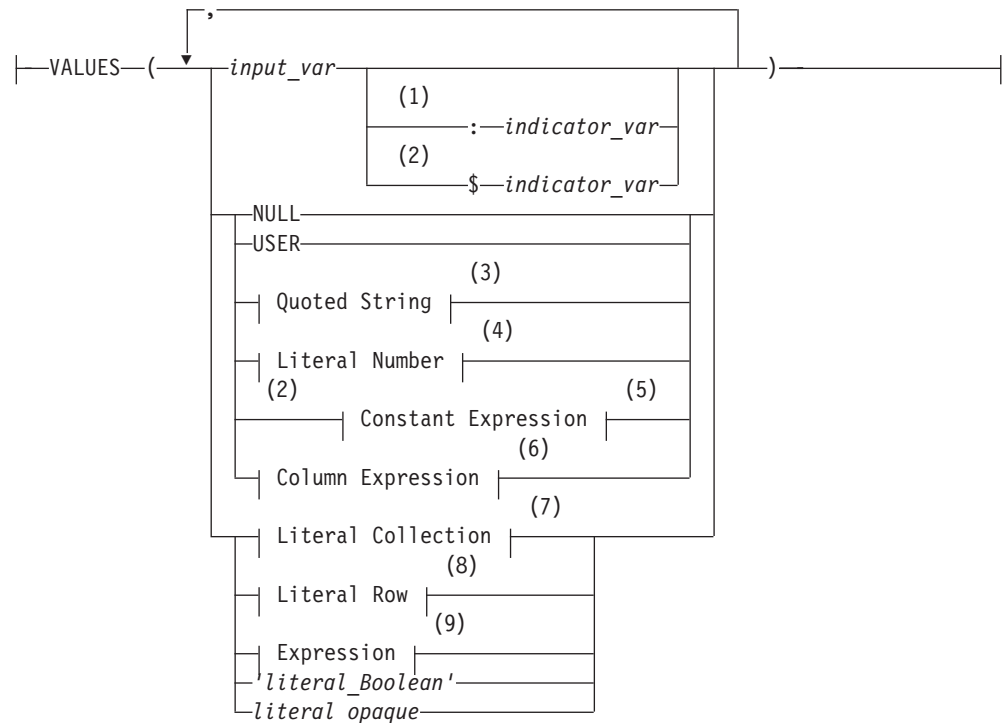 ,
VALUES ( input_var )
(1)
: indicator_var
(2)
$ indicator_var
NULL
USER
(3)
Quoted String
(4)
Literal Number
(2) (5)
Constant Expression
(6)
Column Expression
(7)
Literal Collection
(8)
Literal Row
(9)
Expression
'literal_Boolean'
literal opaque